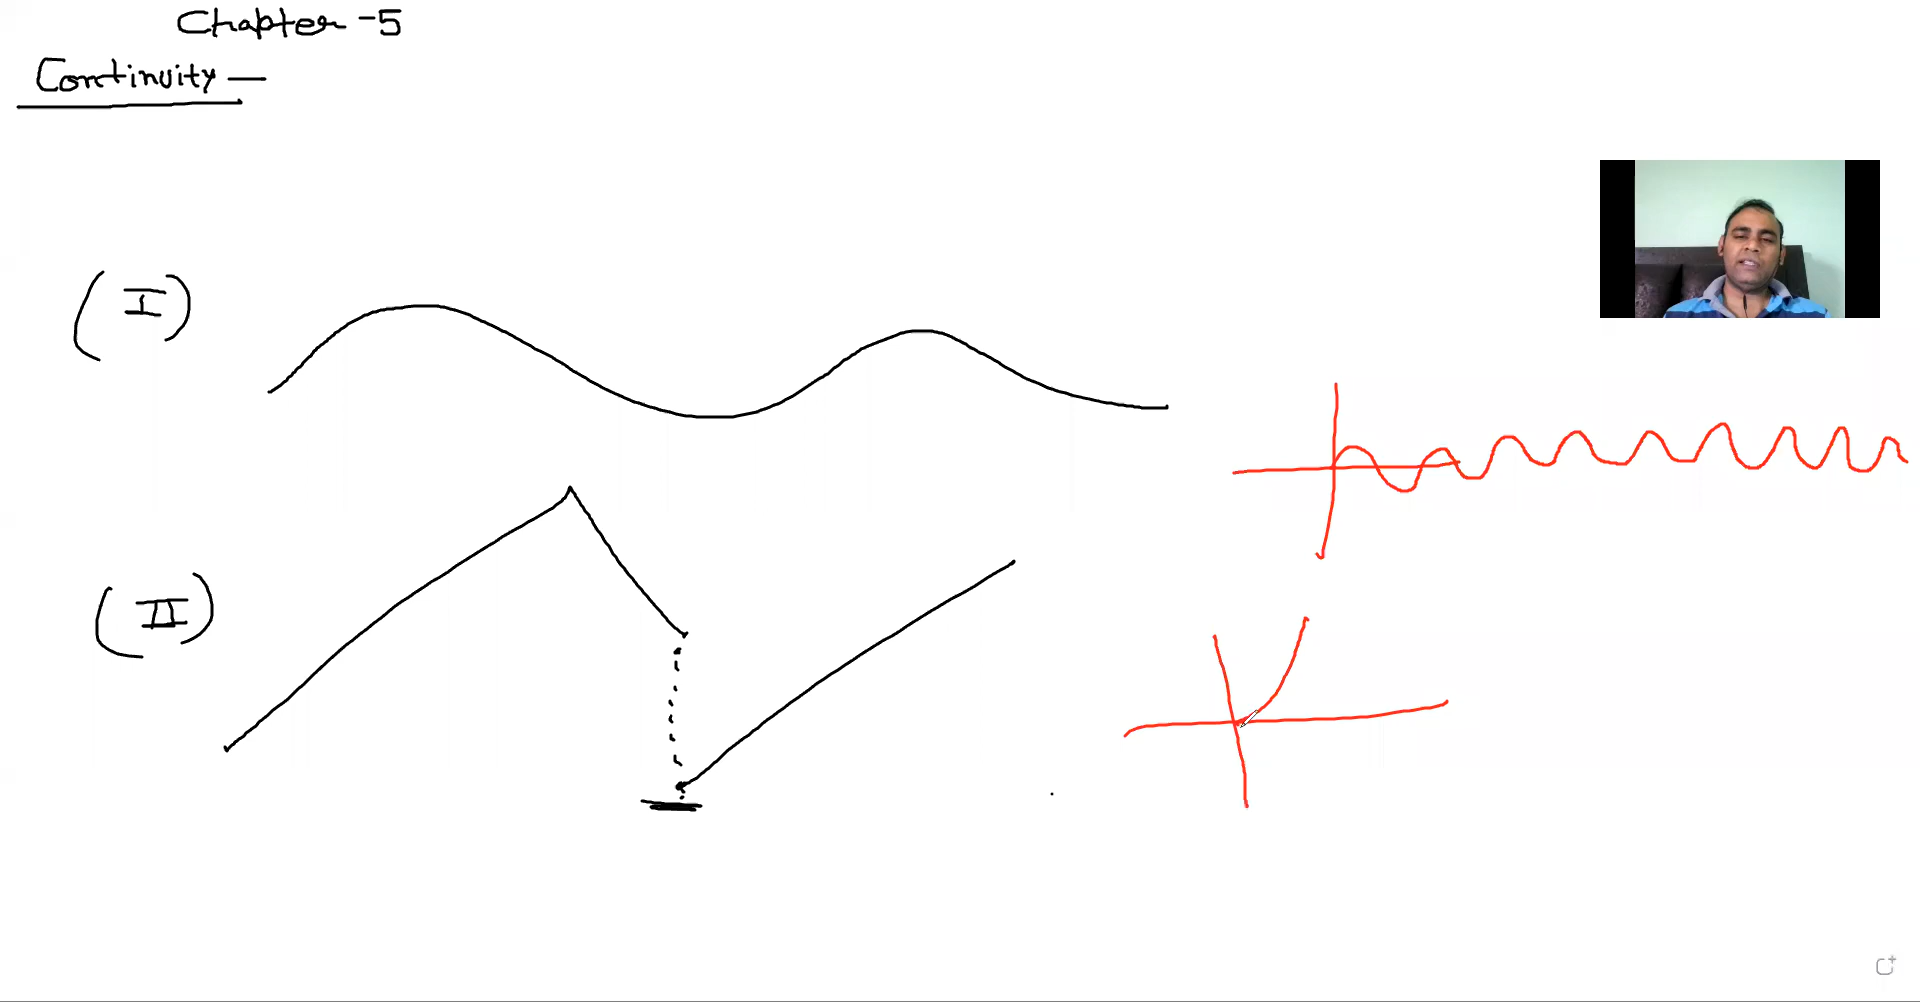 Chapter -5
Continuity —
(I)
(II)